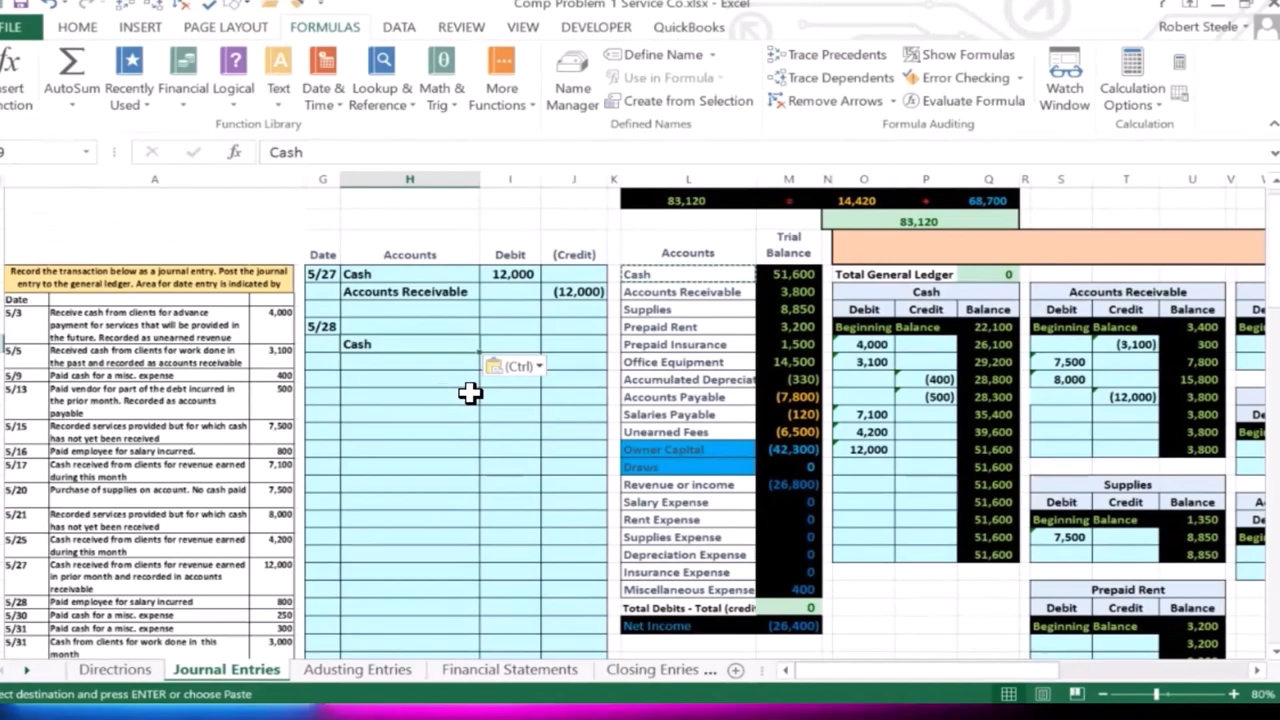 Comp Problem 1 Service Co.xlsx - Excel
FILE HOME INSERT PAGE LAYOUT FORMULAS DATA REVIEW VIEW DEVELOPER QuickBooks Robert Steele
AutoSum Recently Used Financial Logical Text Date & Time Lookup & Reference Math & Trig More Functions
Function Library
Name Manager
Define Name
Use in Formula
Create from Selection
Defined Names
Trace Precedents
Trace Dependents
Remove Arrows
Show Formulas
Error Checking
Evaluate Formula
Formula Auditing
Watch Window
Calculation Options
Calculation
9 fx Cash
A G H I J K L M N O P Q R S T U V
83,120 = 14,420 + 68,700
83,120
Record the transaction below as a journal entry. Post the journal
entry to the general ledger. Area for date entry is indicated by
Date
5/3 Receive cash from clients for advance payment for services that will be provided in the future. Recorded as unearned revenue 4,000
5/5 Received cash from clients for work done in the past and recorded as accounts receivable 3,100
5/9 Paid cash for a misc. expense 400
5/13 Paid vendor for part of the debt incurred in the prior month. Recorded as accounts payable 500
5/15 Recorded services provided but for which cash has not yet been received 7,500
5/16 Paid employee for salary incurred. 800
5/17 Cash received from clients for revenue earned during this month 7,100
5/20 Purchase of supplies on account. No cash paid 7,500
5/21 Recorded services provided but for which cash has not yet been received 8,000
5/25 Cash received from clients for revenue earned during this month 4,200
5/27 Cash received from clients for revenue earned in prior month and recorded in accounts receivable 12,000
5/28 Paid employee for salary incurred 800
5/30 Paid cash for a misc. expense 250
5/31 Paid cash for a misc. expense 300
5/31 Cash from clients for work done in this month 3,000
Date Accounts Debit (Credit)
5/27 Cash 12,000
Accounts Receivable (12,000)
5/28
Cash
(Ctrl)
Accounts Trial Balance
Cash 51,600
Accounts Receivable 3,800
Supplies 8,850
Prepaid Rent 3,200
Prepaid Insurance 1,500
Office Equipment 14,500
Accumulated Depreciat (330)
Accounts Payable (7,800)
Salaries Payable (120)
Unearned Fees (6,500)
Owner Capital (42,300)
Draws 0
Revenue or income (26,800)
Salary Expense 0
Rent Expense 0
Supplies Expense 0
Depreciation Expense 0
Insurance Expense 0
Miscellaneous Expense 400
Total Debits - Total (credit 0
Net Income (26,400)
Total General Ledger 0
Cash
Debit Credit Balance
Beginning Balance 22,100
4,000 26,100
3,100 29,200
(400) 28,800
(500) 28,300
7,100 35,400
4,200 39,600
12,000 51,600
51,600
51,600
51,600
51,600
51,600
51,600
Accounts Receivable
Debit Credit Balance
Beginning Balance 3,400
(3,100) 300
7,500 7,800
8,000 15,800
(12,000) 3,800
3,800
3,800
3,800
Supplies
Debit Credit Balance
Beginning Balance 1,350
7,500 8,850
8,850
Prepaid Rent
Debit Credit Balance
Beginning Balance 3,200
3,200
Directions Journal Entries Adusting Entries Financial Statements Closing Enries ...
ect destination and press ENTER or choose Paste 80%